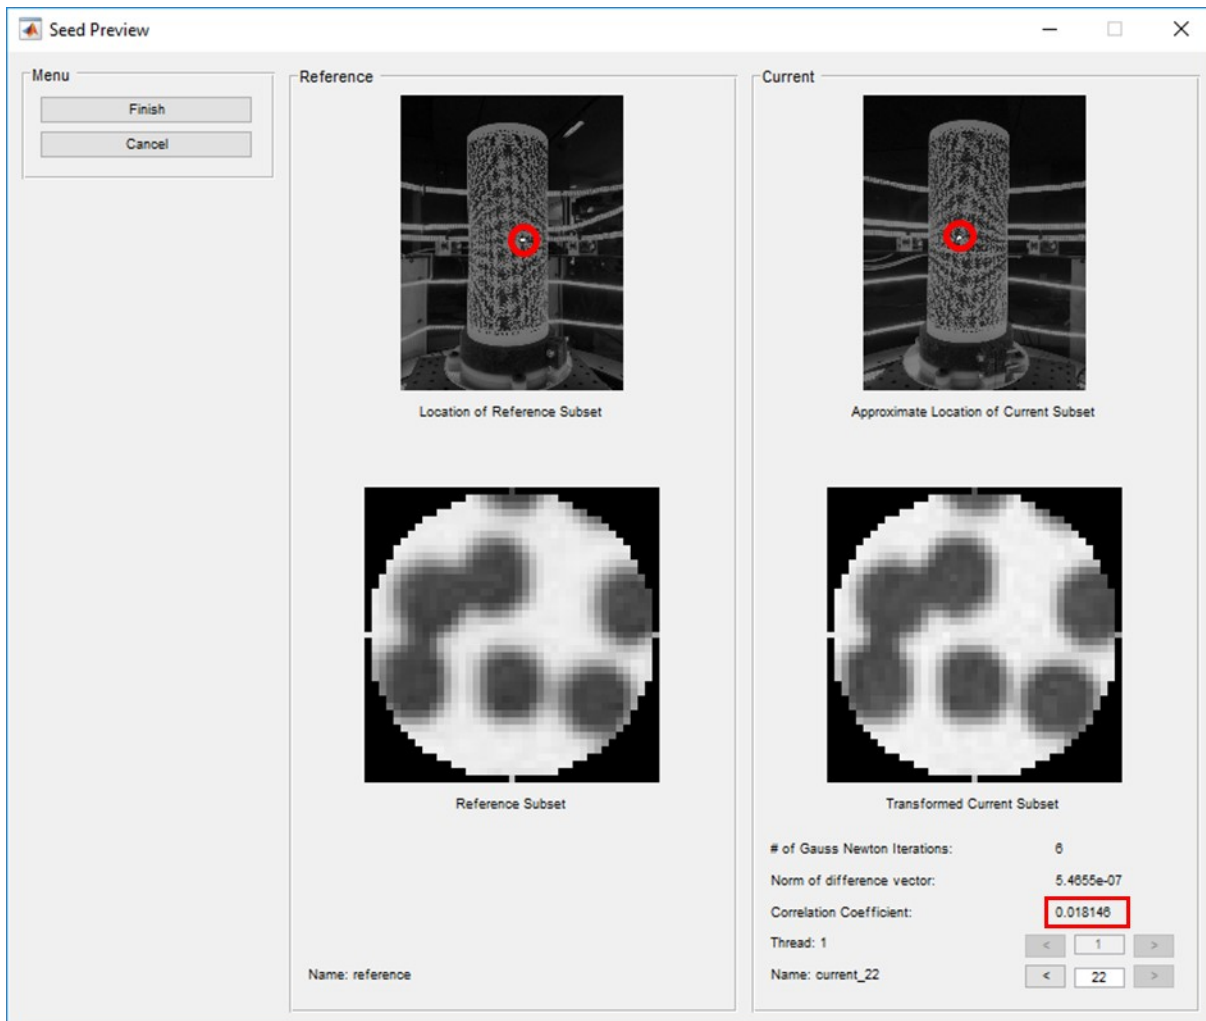 Seed Preview
Menu
Finish
Cancel
Reference
Location of Reference Subset
Reference Subset
Name: reference
Current
Approximate Location of Current Subset
Transformed Current Subset
# of Gauss Newton Iterations: 6
Norm of difference vector: 5.4655e-07
Correlation Coefficient: 0.018146
Thread: 1 < 1 >
Name: current_22 < 22 >